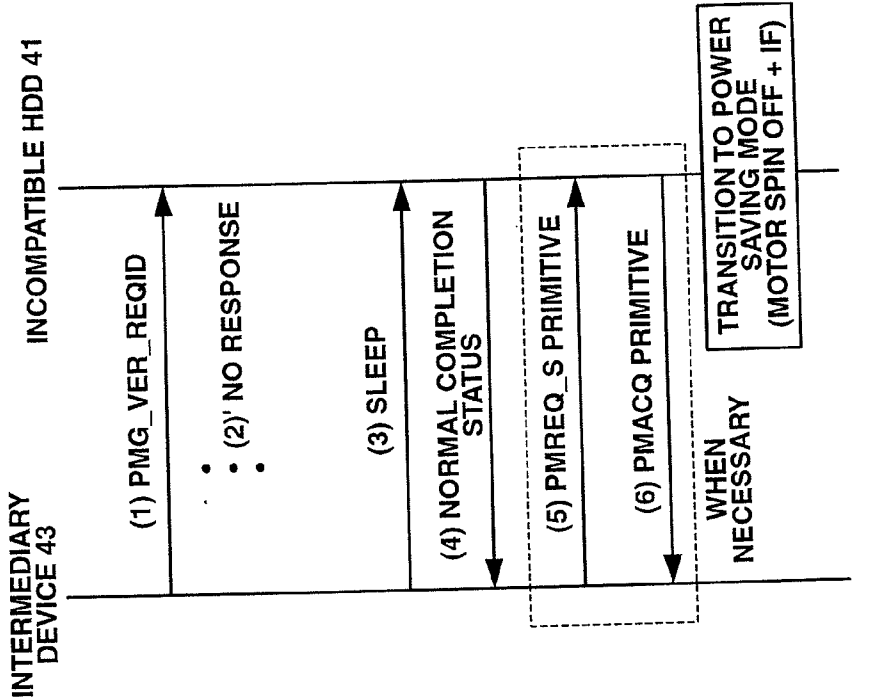 INTERMEDIARY
DEVICE 43
INCOMPATIBLE HDD 41
(1) PMG_VER_REQID
(2)' NO RESPONSE
(3) SLEEP
(4) NORMAL COMPLETION
STATUS
(5) PMREQ_S PRIMITIVE
(6) PMACQ PRIMITIVE
WHEN
NECESSARY
TRANSITION TO POWER
SAVING MODE
(MOTOR SPIN OFF + IF)